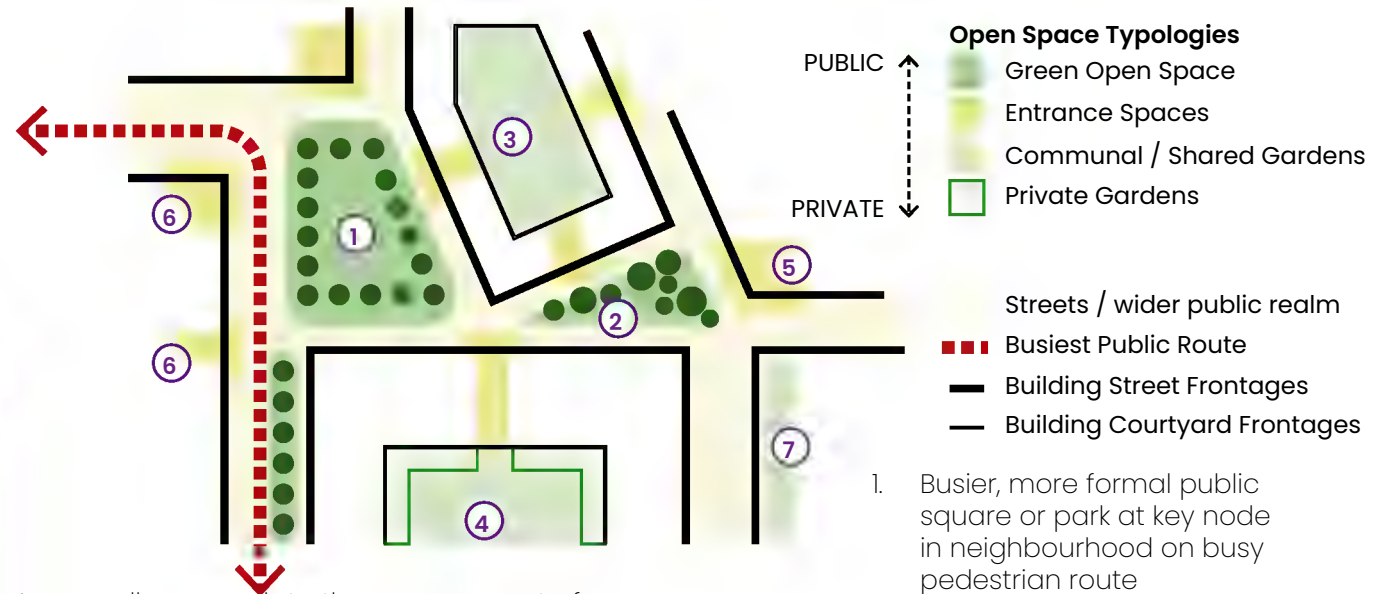 Open Space Typologies
PUBLIC
Green Open Space
Entrance Spaces
Communal / Shared Gardens
PRIVATE
Private Gardens
Streets / wider public realm
Busiest Public Route
Building Street Frontages
Building Courtyard Frontages
3
6
1
5
2
6
7
4
1. Busier, more formal public
square or park at key node
in neighbourhood on busy
pedestrian route